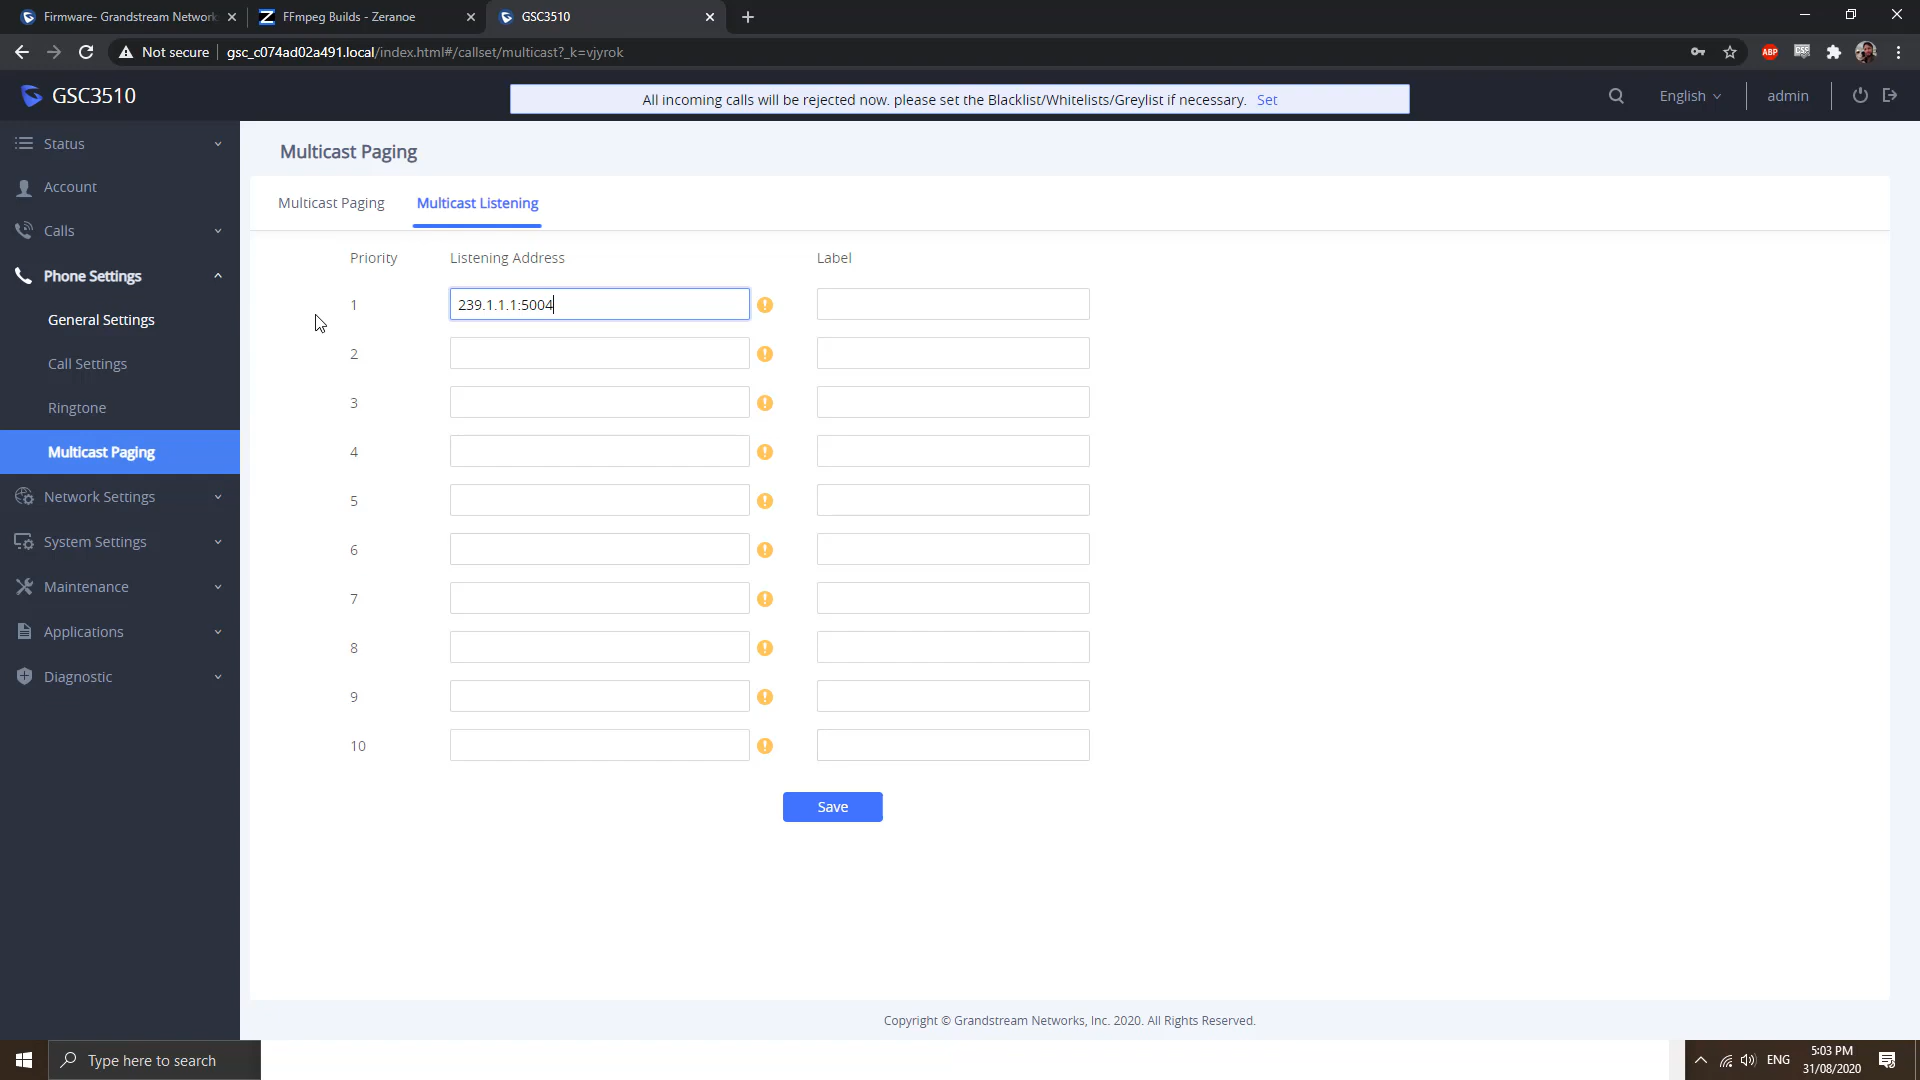 Firmware- Grandstream Network
FFmpeg Builds - Zeranoe
GSC3510
Not secure
gsc_c074ad02a491.local/index.html#/callset/multicast?_k=vjyrok
ABP
CSP
GSC3510
All incoming calls will be rejected now. please set the Blacklist/Whitelists/Greylist if necessary. Set
English
admin
Status
Account
Calls
Phone Settings
General Settings
Call Settings
Ringtone
Multicast Paging
Network Settings
System Settings
Maintenance
Applications
Diagnostic
Multicast Paging
Multicast Paging
Multicast Listening
Priority
Listening Address
Label
1
239.1.1.1:5004
2
3
4
5
6
7
8
9
10
Save
Copyright © Grandstream Networks, Inc. 2020. All Rights Reserved.
Type here to search
ENG
5:03 PM
31/08/2020